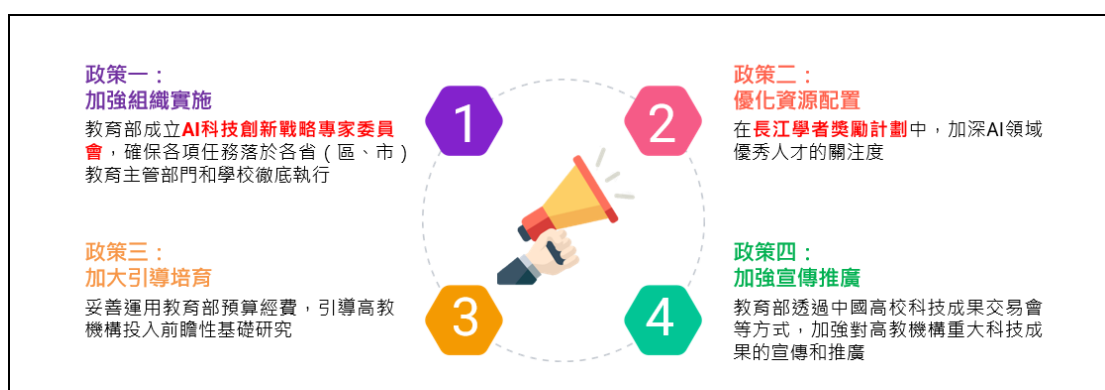 政策一：
加強組織實施
教育部成立AI科技創新戰略專家委員
會，確保各項任務落於各省（區、市）
教育主管部門和學校徹底執行
1
2
政策二：
優化資源配置
在長江學者獎勵計劃中，加深AI領域
優秀人才的關注度
政策三：
加大引導培育
妥善運用教育部預算經費，引導高教
機構投入前瞻性基礎研究
3
4
政策四：
加強宣傳推廣
教育部透過中國高校科技成果交易會
等方式，加強對高教機構重大科技成
果的宣傳和推廣